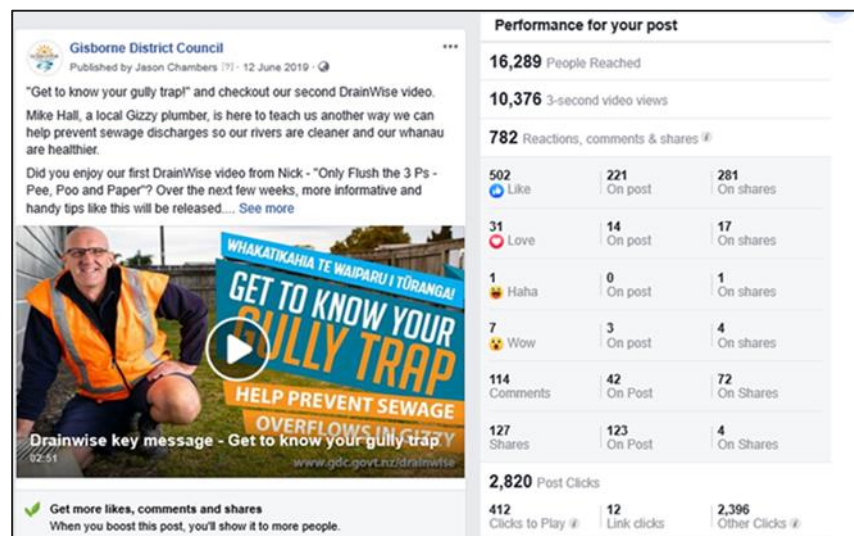 Gisborne District Council
Published by Jason Chambers [?] · 12 June 2019 ·
"Get to know your gully trap!" and checkout our second DrainWise video.
Mike Hall, a local Gizzy plumber, is here to teach us another way we can
help prevent sewage discharges so our rivers are cleaner and our whanau
are healthier.
Did you enjoy our first DrainWise video from Nick - "Only Flush the 3 Ps -
Pee, Poo and Paper"? Over the next few weeks, more informative and
handy tips like this will be released.... See more
WHAKATIKAHIA TE WAIPARU I TŪRANGA!
GET TO KNOW YOUR
GULLY TRAP
HELP PREVENT SEWAGE
OVERFLOWS IN GIZZY
Drainwise key message - Get to know your gully trap
02:51
www.gdc.govt.nz/drainwise
Get more likes, comments and shares
When you boost this post, you'll show it to more people.
Performance for your post
16,289 People Reached
10,376 3-second video views
782 Reactions, comments & shares
502 221 281
Like On post On shares
31 14 17
Love On post On shares
1 0 1
Haha On post On shares
7 3 4
Wow On post On shares
114 42 72
Comments On Post On Shares
127 123 4
Shares On Post On Shares
2,820 Post Clicks
412 12 2,396
Clicks to Play Link clicks Other Clicks